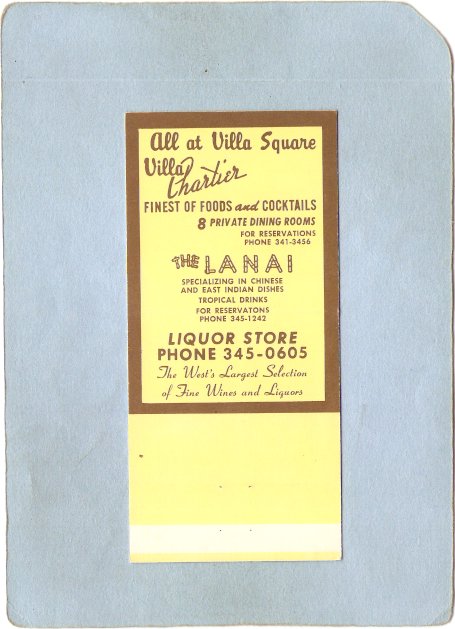 All at Villa Square
Villa Chartier
FINEST OF FOODS and COCKTAILS
8 PRIVATE DINING ROOMS
FOR RESERVATIONS
PHONE 341-3456
THE LANAI
SPECIALIZING IN CHINESE
AND EAST INDIAN DISHES
TROPICAL DRINKS
FOR RESERVATONS
PHONE 345-1242
LIQUOR STORE
PHONE 345-0605
The West's Largest Selection
of Fine Wines and Liquors